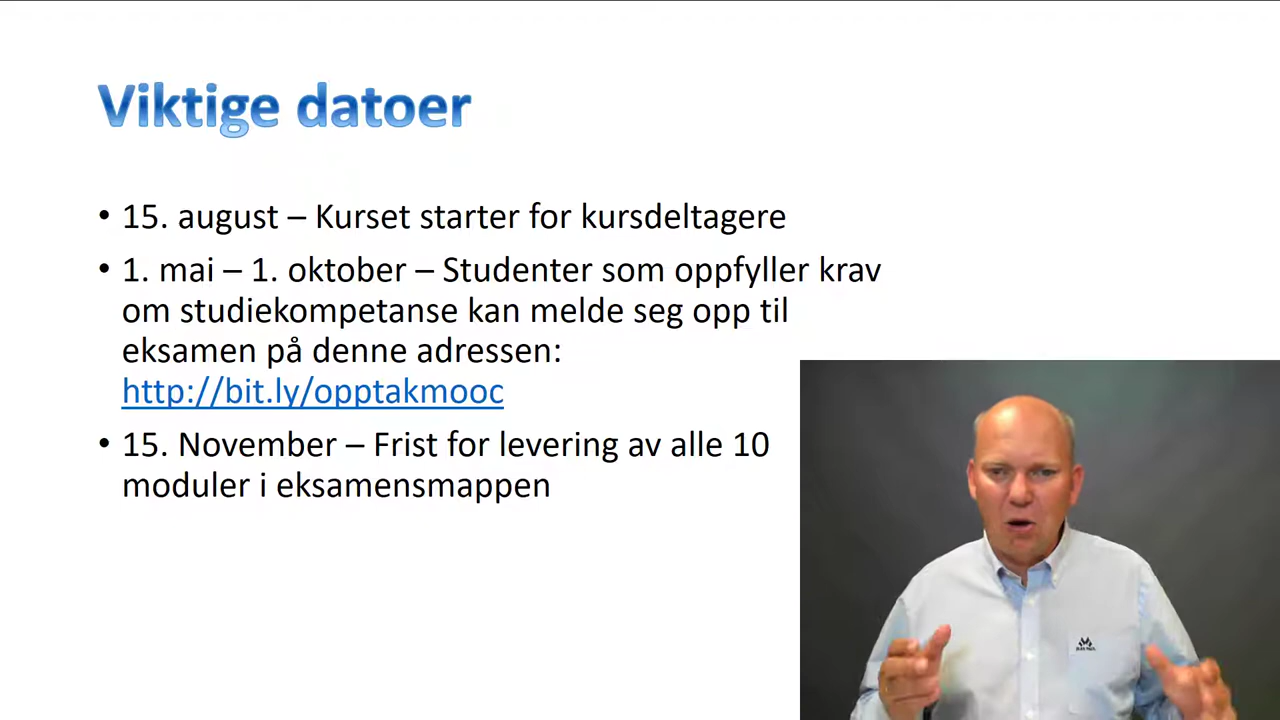 Viktige datoer
• 15. august – Kurset starter for kursdeltagere
• 1. mai – 1. oktober – Studenter som oppfyller krav
om studiekompetanse kan melde seg opp til
eksamen på denne adressen:
http://bit.ly/opptakmooc
• 15. November – Frist for levering av alle 10
moduler i eksamensmappen